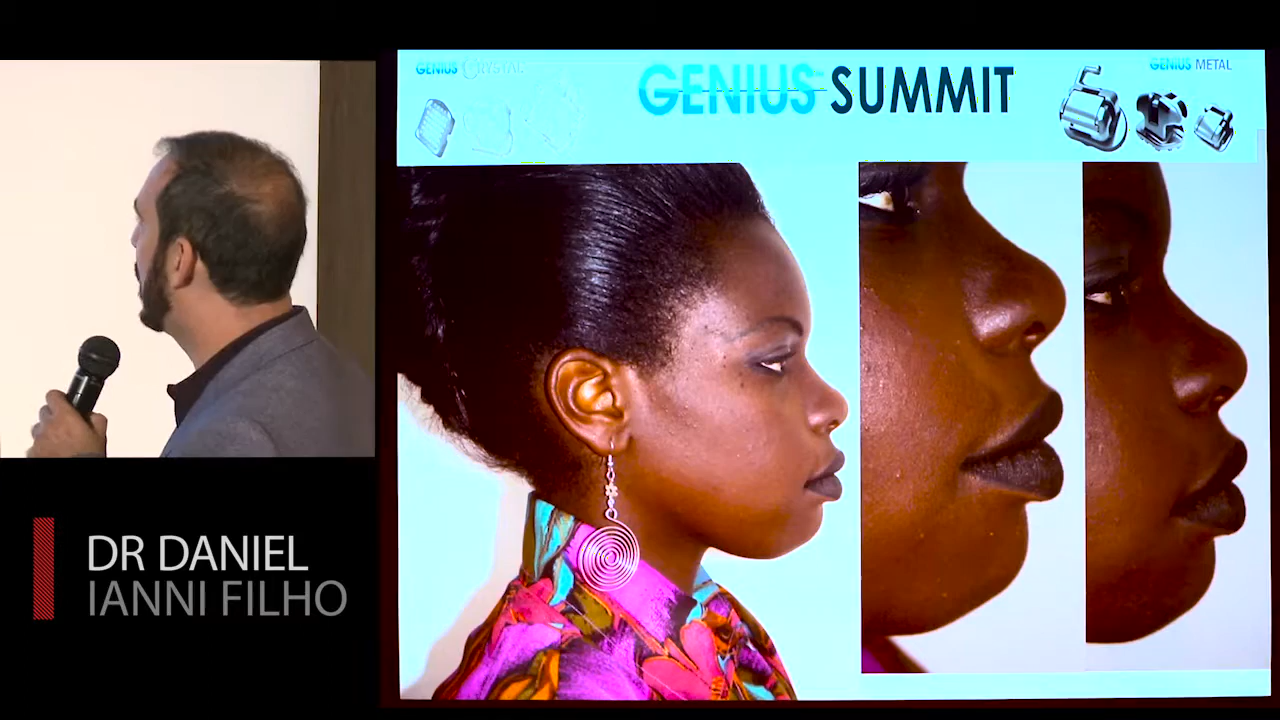 GENIUS CRYSTAL
GENIUS SUMMIT
GENIUS METAL
DR DANIEL
IANNI FILHO